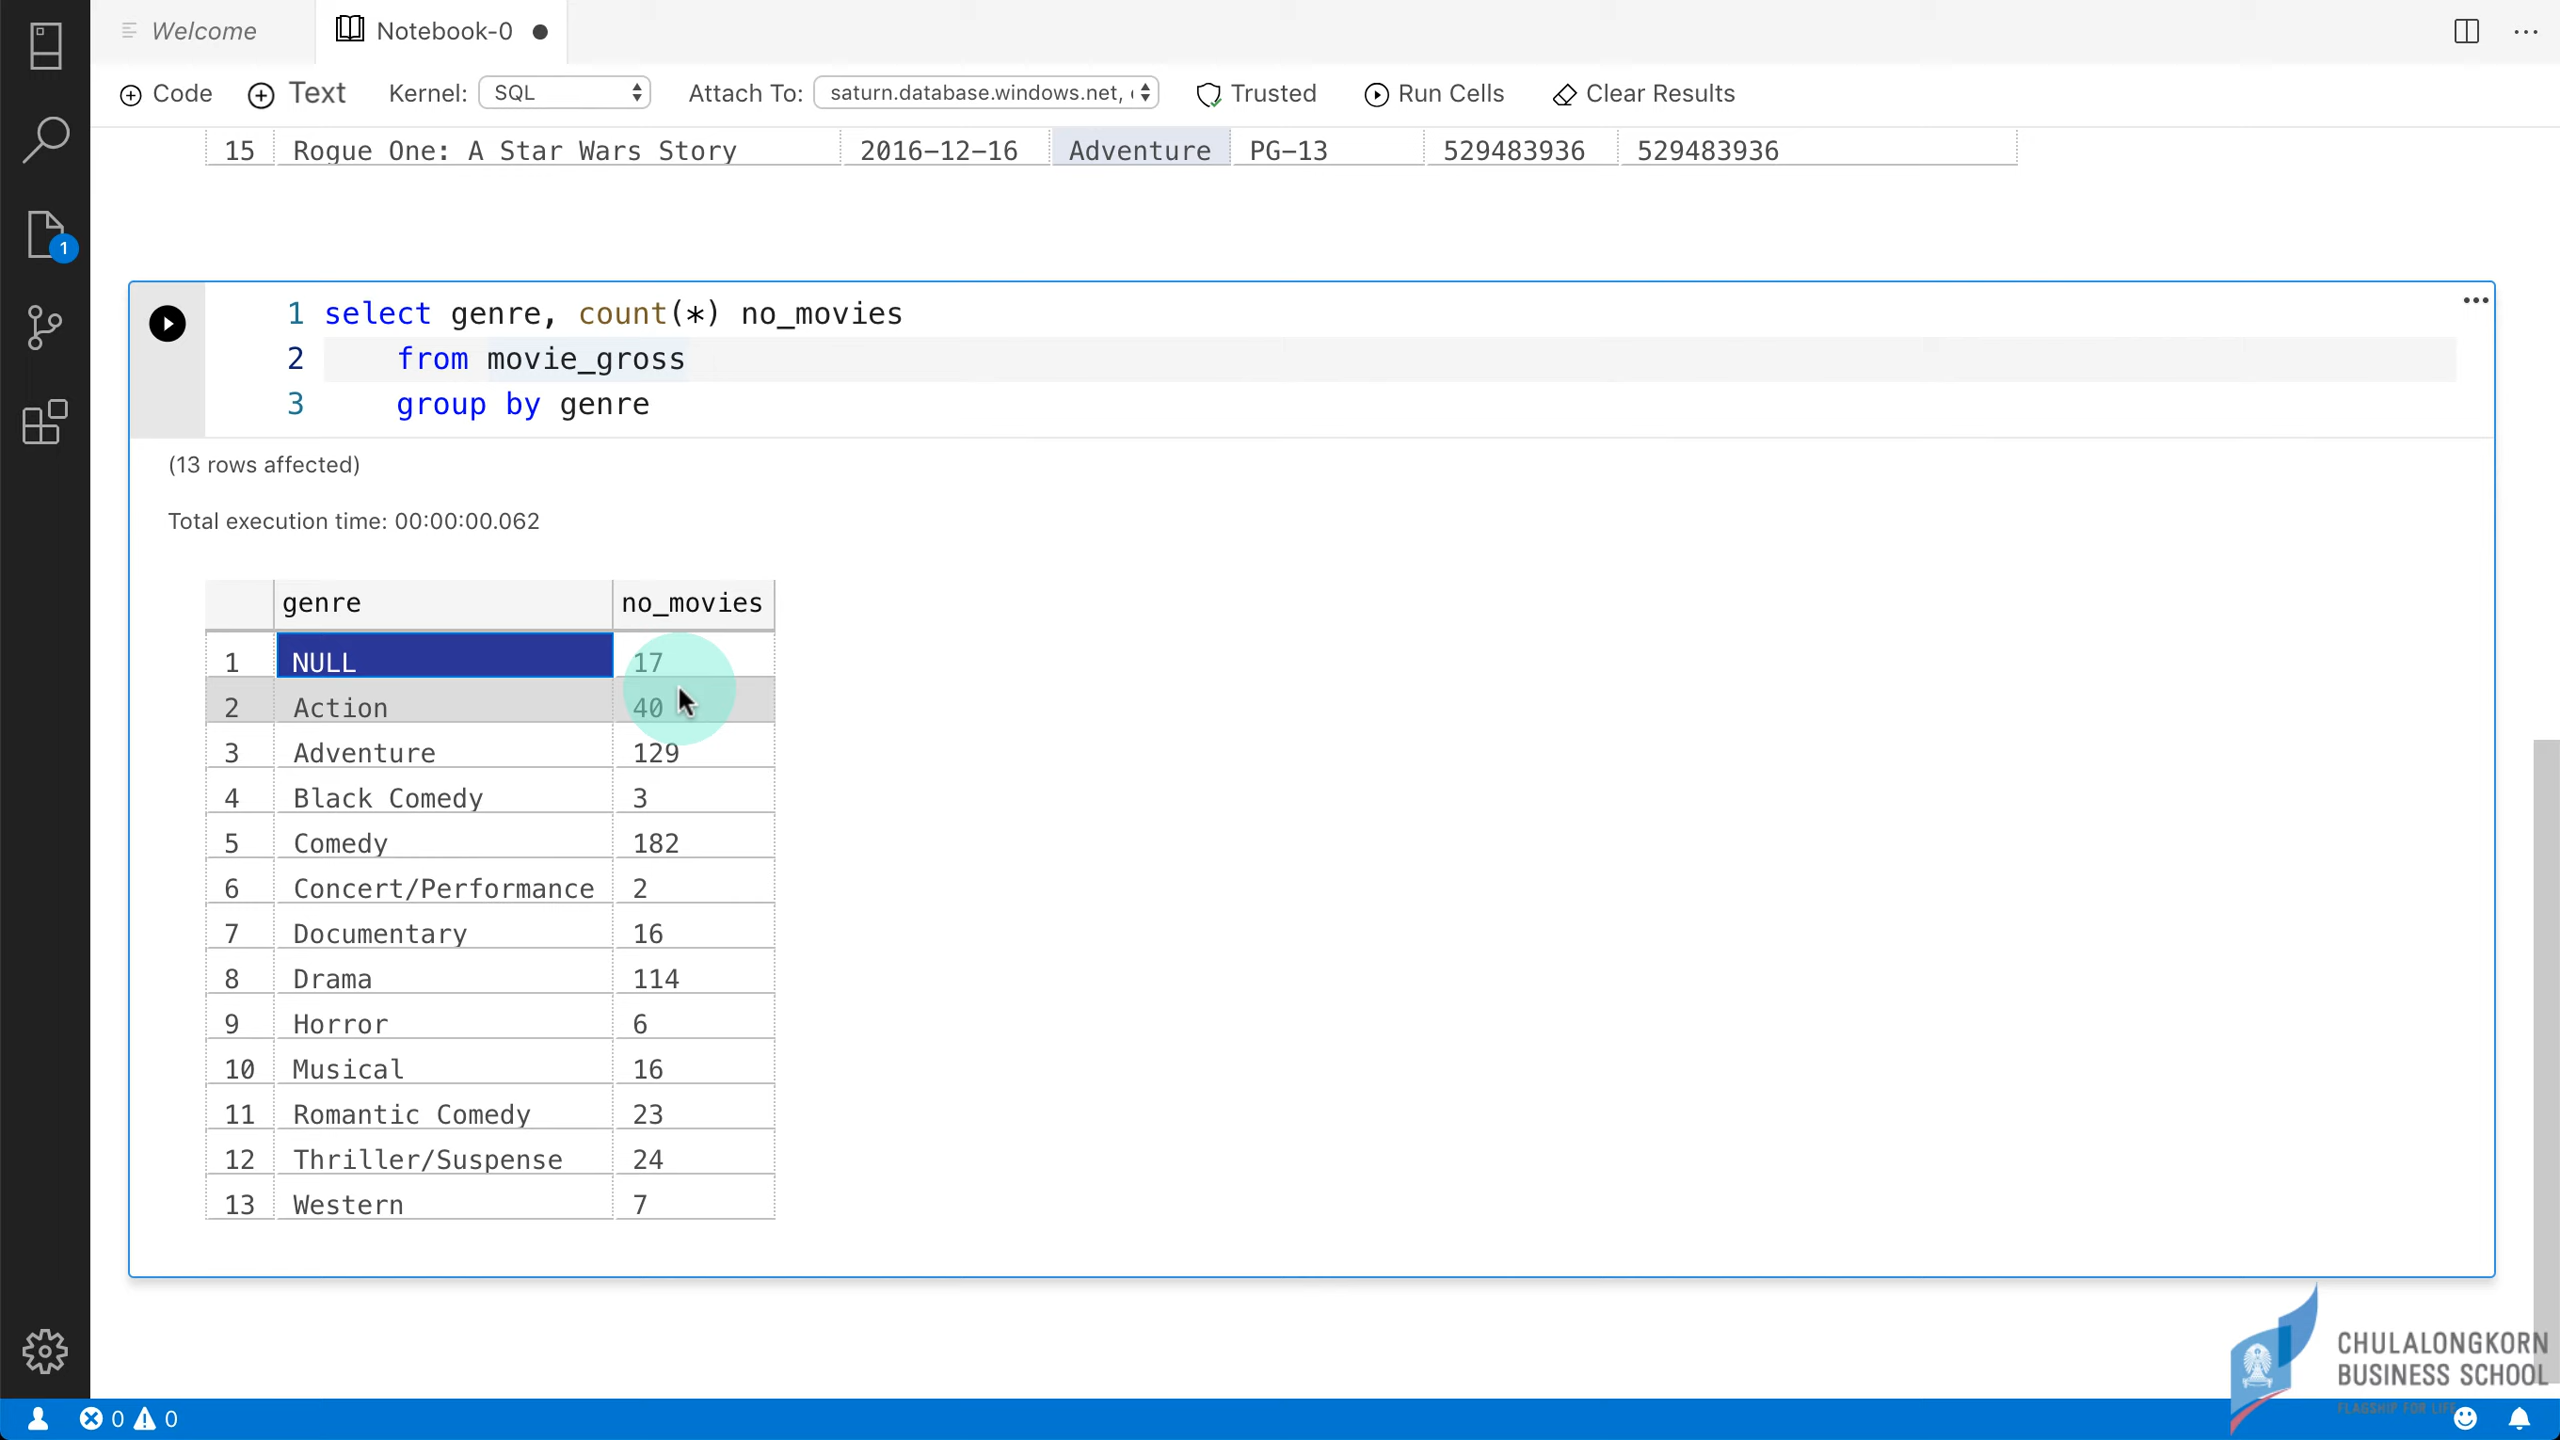 Welcome
Notebook-0
Code Text Kernel: SQL Attach To: saturn.database.windows.net, Trusted Run Cells Clear Results
15 Rogue One: A Star Wars Story 2016-12-16 Adventure PG-13 529483936 529483936
1
1 select genre, count(*) no_movies
2 from movie_gross
3 group by genre
(13 rows affected)
Total execution time: 00:00:00.062
genre no_movies
1 NULL 17
2 Action 40
3 Adventure 129
4 Black Comedy 3
5 Comedy 182
6 Concert/Performance 2
7 Documentary 16
8 Drama 114
9 Horror 6
10 Musical 16
11 Romantic Comedy 23
12 Thriller/Suspense 24
13 Western 7
CHULALONGKORN
BUSINESS SCHOOL
FLAGSHIP FOR LIFE
0 0